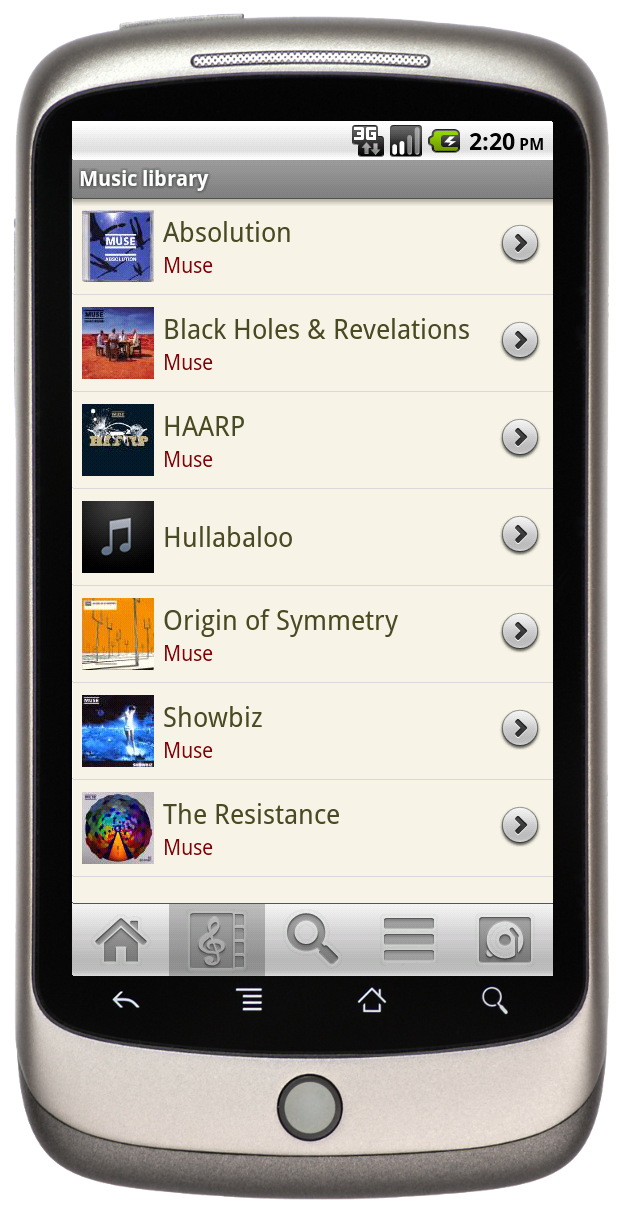 3G
2:20 PM
Music library
MUSE
ABSOLUTION
Absolution
Muse
MUSE
Black Holes & Revelations
Muse
MUSE
HAARP
HAARP
Muse
Hullabaloo
Origin of Symmetry
Muse
MUSE
SHOWBIZ
Showbiz
Muse
MUSE
The Resistance
Muse